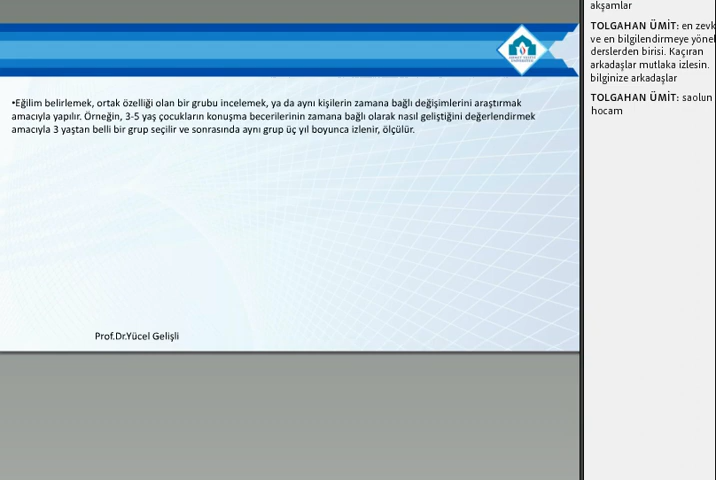 •Eğilim belirlemek, ortak özelliği olan bir grubu incelemek, ya da aynı kişilerin zamana bağlı değişimlerini araştırmak
amacıyla yapılır. Örneğin, 3-5 yaş çocukların konuşma becerilerinin zamana bağlı olarak nasıl geliştiğini değerlendirmek
amacıyla 3 yaştan belli bir grup seçilir ve sonrasında aynı grup üç yıl boyunca izlenir, ölçülür.
Prof.Dr.Yücel Gelişli
akşamlar
TOLGAHAN ÜMİT: en zevk
ve en bilgilendirmeye yönel
derslerden birisi. Kaçıran
arkadaşlar mutlaka izlesin.
bilginize arkadaşlar
TOLGAHAN ÜMİT: saolun
hocam